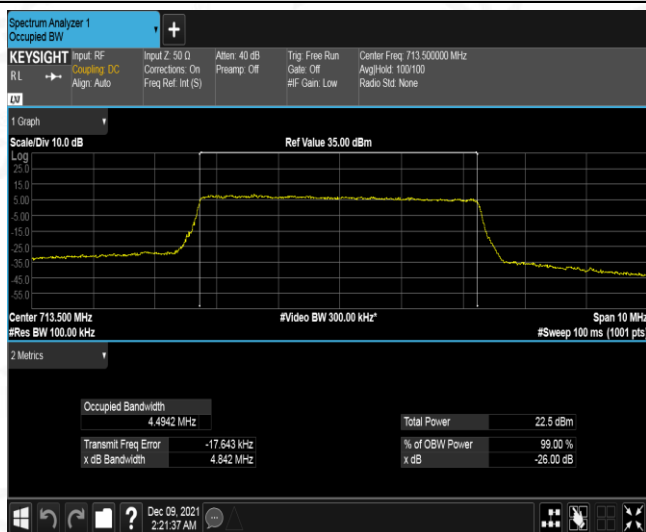 Spectrum Analyzer 1
Occupied BW
+
KEYSIGHT
RL
LXI
Input: RF
Coupling: DC
Align: Auto
Input Z: 50 Ω
Corrections: On
Freq Ref: Int (S)
Atten: 40 dB
Preamp: Off
Trig: Free Run
Gate: Off
#IF Gain: Low
Center Freq: 713.500000 MHz
Avg|Hold: 100/100
Radio Std: None
1 Graph
Scale/Div 10.0 dB
Ref Value 35.00 dBm
Log
25.0
15.0
5.00
-5.00
-15.0
-25.0
-35.0
-45.0
-55.0
Center 713.500 MHz
#Video BW 300.00 kHz*
Span 10 MHz
#Res BW 100.00 kHz
#Sweep 100 ms (1001 pts)
2 Metrics
Occupied Bandwidth
4.4942 MHz
Total Power 22.5 dBm
Transmit Freq Error -17.643 kHz
% of OBW Power 99.00 %
x dB Bandwidth 4.842 MHz
x dB -26.00 dB
?
Dec 09, 2021
2:21:37 AM